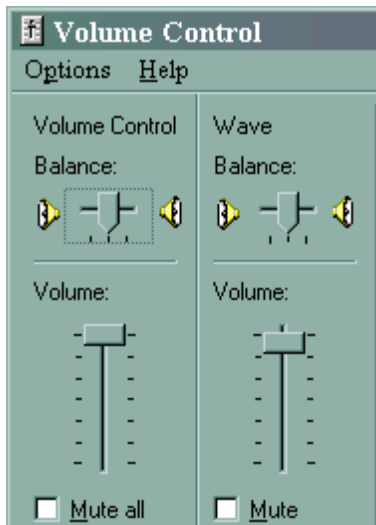 Volume Control
Options Help
Volume Control Wave
Balance: Balance:
Volume: Volume:
Mute all Mute